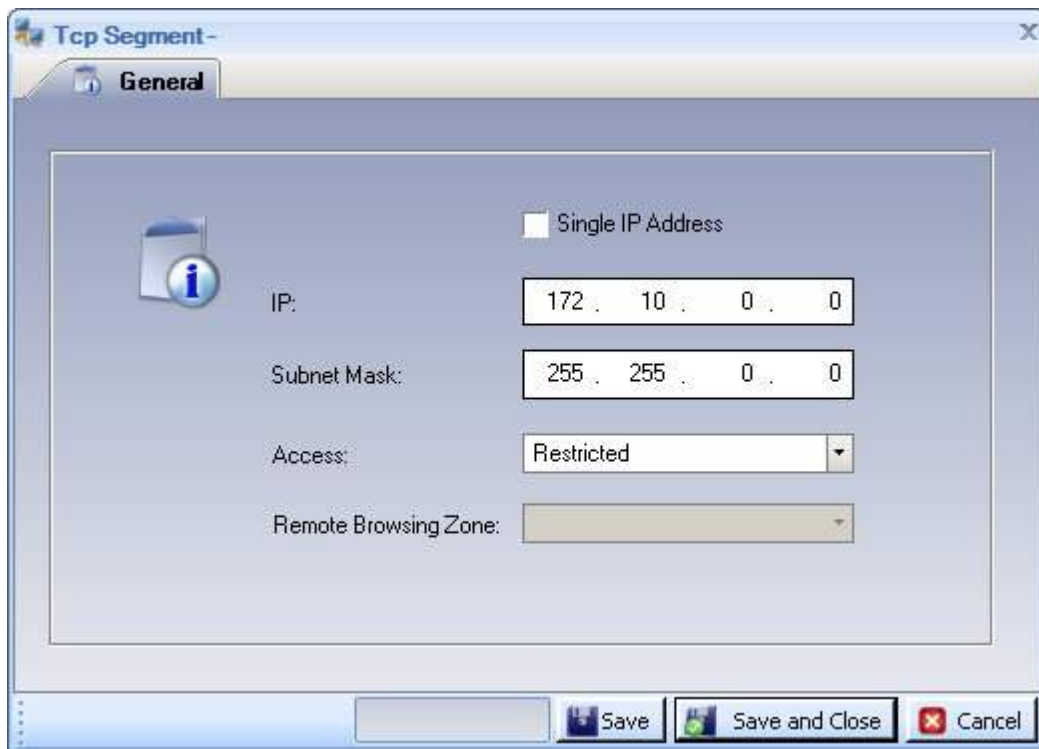 Tcp Segment -
General
Single IP Address
IP: 172 . 10 . 0 . 0
Subnet Mask: 255 . 255 . 0 . 0
Access: Restricted
Remote Browsing Zone:
Save Save and Close Cancel